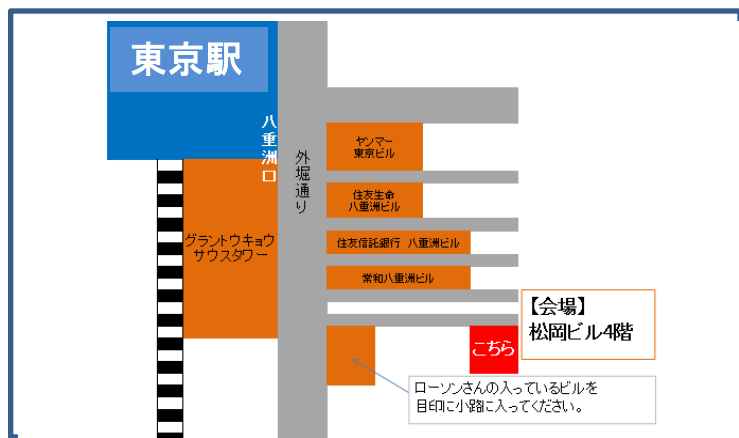 東京駅
八重洲口
外堀通り
ヤンマー
東京ビル
住友生命
八重洲ビル
グラントウキョウ
サウスタワー
住友信託銀行 八重洲ビル
常和八重洲ビル
【会場】
松岡ビル4階
こちら
ローソンさんの入っているビルを
目印に小路に入ってください。